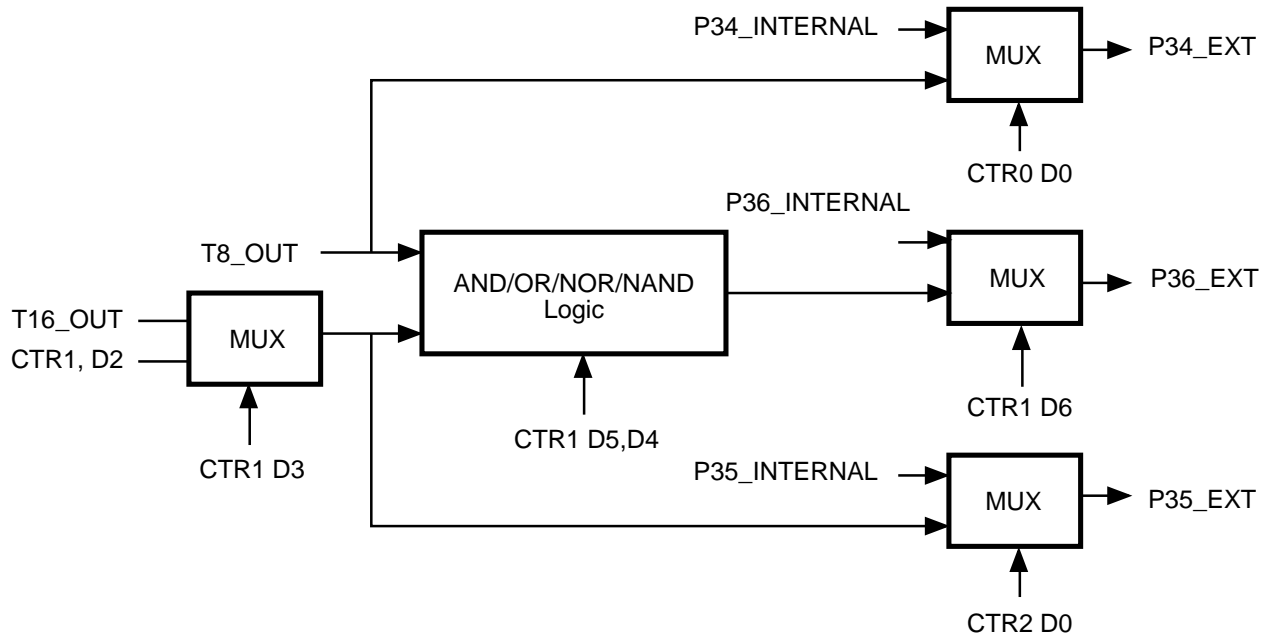 P34_INTERNAL
MUX
P34_EXT
CTR0 D0
P36_INTERNAL
T8_OUT
AND/OR/NOR/NAND
Logic
MUX
P36_EXT
T16_OUT
MUX
CTR1, D2
CTR1 D6
CTR1 D5,D4
CTR1 D3
P35_INTERNAL
MUX
P35_EXT
CTR2 D0